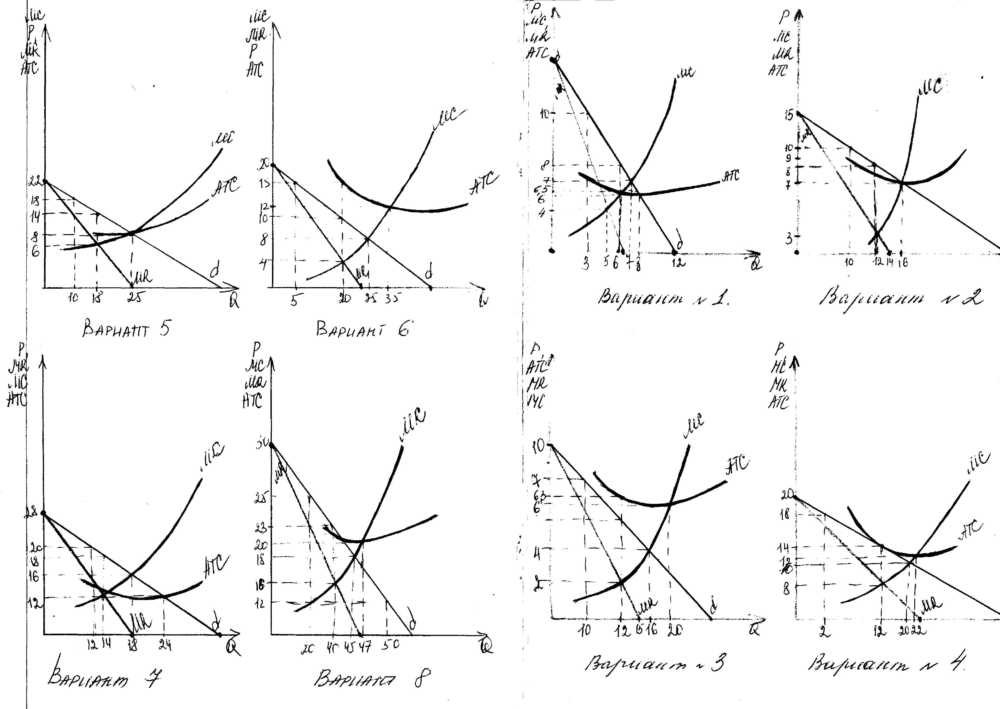 MC
P
MR
ATC
22
18
14
8
6
MC
ATC
d
MR
10 18 25 Q
ВАРИАНТ 5
MC
MR
P
ATC
20
15
12
10
8
4
MC
ATC
MR
d
5 20 25 35 Q
ВАРИАНТ 6
P,
MC,
MR
ATC
d
MC
10
8
7
6,5
6
4
ATC
d
3 5 6 7 8 12 Q
Вариант № 1.
P
MC
MR
ATC
MC
15
MR
10
9
8
7
3
10 12 14 16
Вариант № 2
P
MR
MC
ATC
28
20
18
16
12
MC
ATC
MR
d
12 14 18 24 Q
ВАРИАНТ 7
P
MC
MR
ATC
30
MR
25
23
20
18
16
12
MC
d
20 40 45 47 50 Q
ВАРИАНТ 8
P,
ATC
MR
MC
10
7
6,3
6
4
2
MC
ATC
MR
d
10 12 15 16 20 Q
Вариант № 3
P
MC
MR
ATC
20
18
14
12
10
8
MC
ATC
MR
2 12 20 22
Вариант № 4.